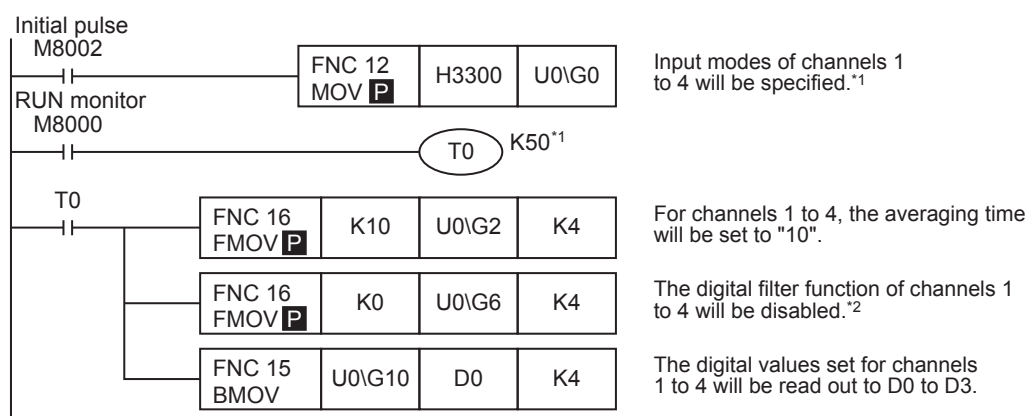 Initial pulse
M8002
FNC 12
MOV P
H3300
U0\G0
Input modes of channels 1
to 4 will be specified.*1
RUN monitor
M8000
T0
K50*1
T0
FNC 16
FMOV P
K10
U0\G2
K4
For channels 1 to 4, the averaging time
will be set to "10".
FNC 16
FMOV P
K0
U0\G6
K4
The digital filter function of channels 1
to 4 will be disabled.*2
FNC 15
BMOV
U0\G10
D0
K4
The digital values set for channels
1 to 4 will be read out to D0 to D3.